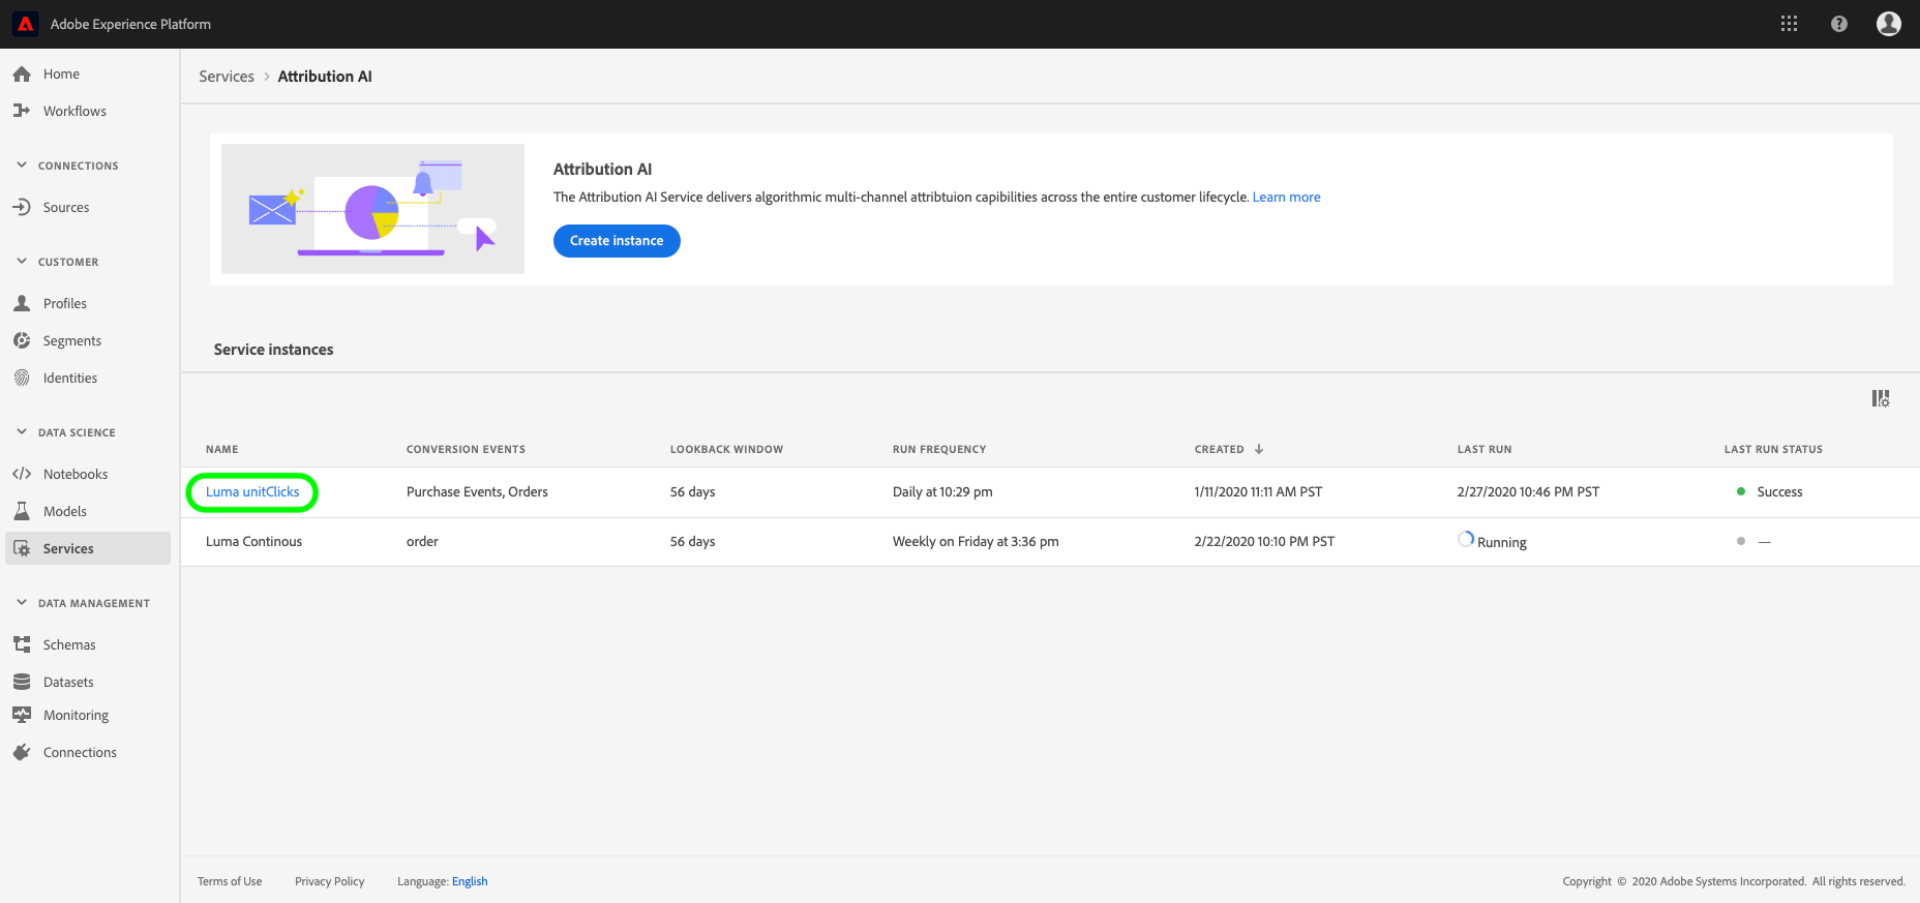 Adobe Experience Platform
Home
Workflows
CONNECTIONS
Sources
CUSTOMER
Profiles
Segments
Identities
DATA SCIENCE
Notebooks
Models
Services
DATA MANAGEMENT
Schemas
Datasets
Monitoring
Connections
Services > Attribution AI
Attribution AI
The Attribution AI Service delivers algorithmic multi-channel attribtuion capibilities across the entire customer lifecycle. Learn more
Create instance
Service instances
NAME CONVERSION EVENTS LOOKBACK WINDOW RUN FREQUENCY CREATED ↓ LAST RUN LAST RUN STATUS
Luma unitClicks Purchase Events, Orders 56 days Daily at 10:29 pm 1/11/2020 11:11 AM PST 2/27/2020 10:46 PM PST Success
Luma Continous order 56 days Weekly on Friday at 3:36 pm 2/22/2020 10:10 PM PST Running —
Terms of Use Privacy Policy Language: English Copyright © 2020 Adobe Systems Incorporated. All rights reserved.